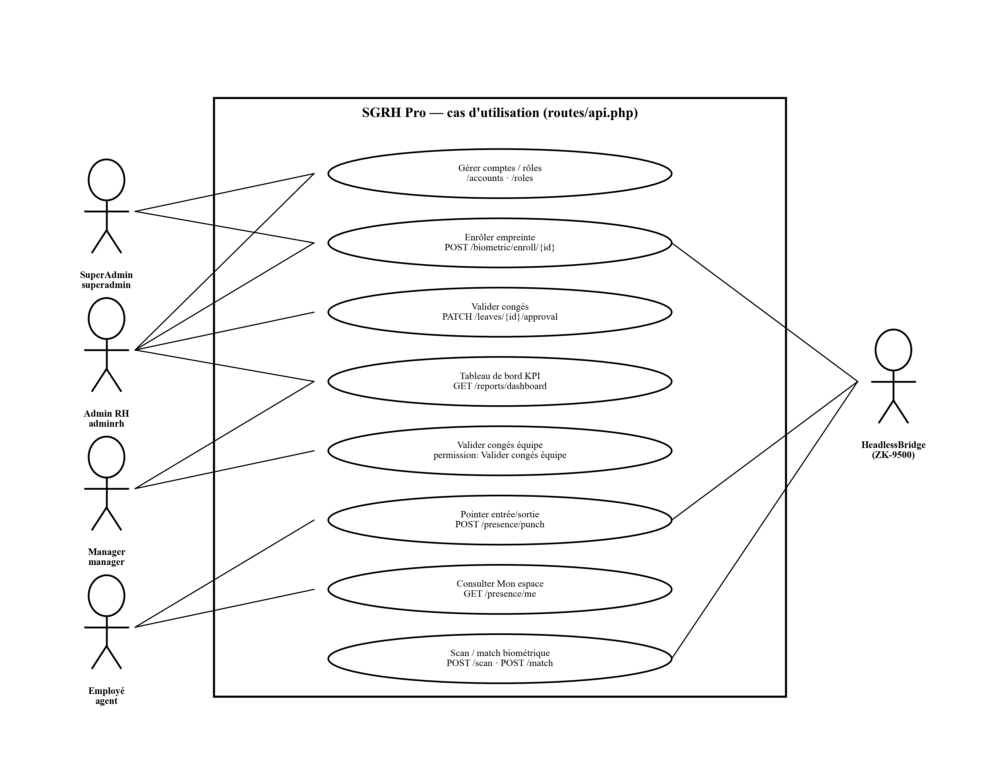 SGRH Pro — cas d'utilisation (routes/api.php)
Gérer comptes / rôles
/accounts · /roles
Enrôler empreinte
POST /biometric/enroll/{id}
Valider congés
PATCH /leaves/{id}/approval
Tableau de bord KPI
GET /reports/dashboard
Valider congés équipe
permission: Valider congés équipe
Pointer entrée/sortie
POST /presence/punch
Consulter Mon espace
GET /presence/me
Scan / match biométrique
POST /scan · POST /match
SuperAdmin
superadmin
Admin RH
adminrh
Manager
manager
Employé
agent
HeadlessBridge
(ZK-9500)